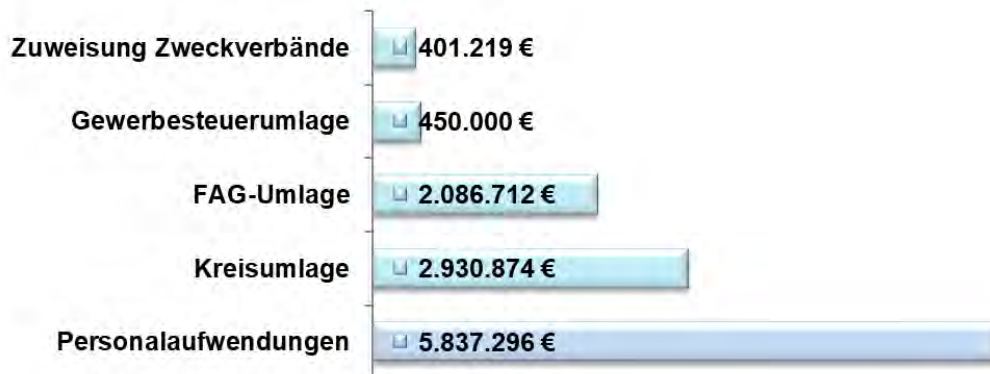 Zuweisung Zweckverbände 401.219 €
Gewerbesteuerumlage 450.000 €
FAG-Umlage 2.086.712 €
Kreisumlage 2.930.874 €
Personalaufwendungen 5.837.296 €